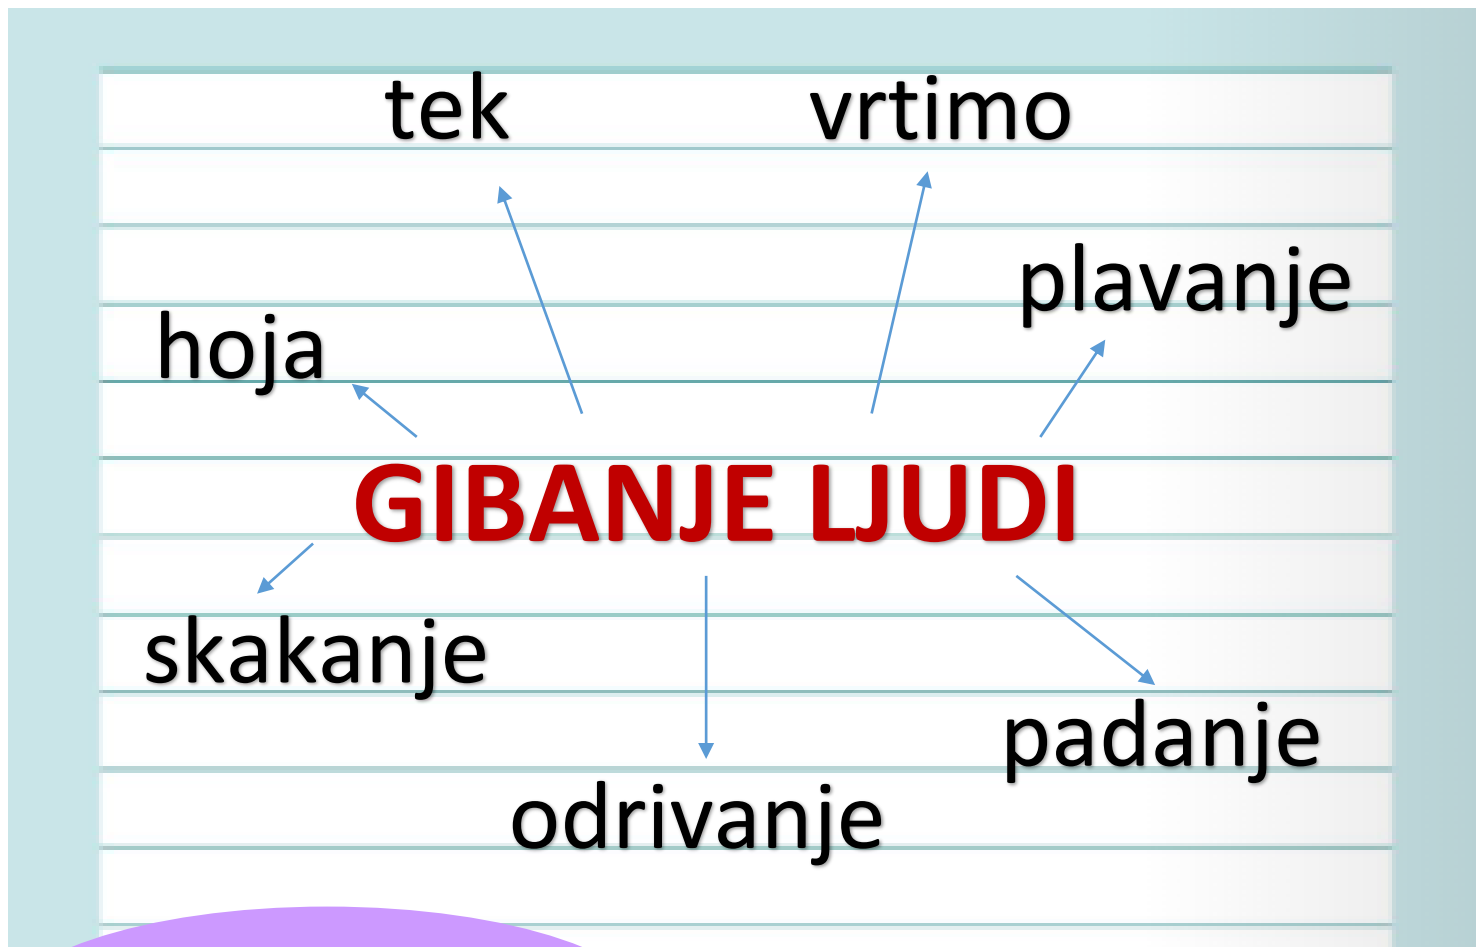 tek
vrtimo
plavanje
hoja
GIBANJE LJUDI
skakanje
padanje
odrivanje